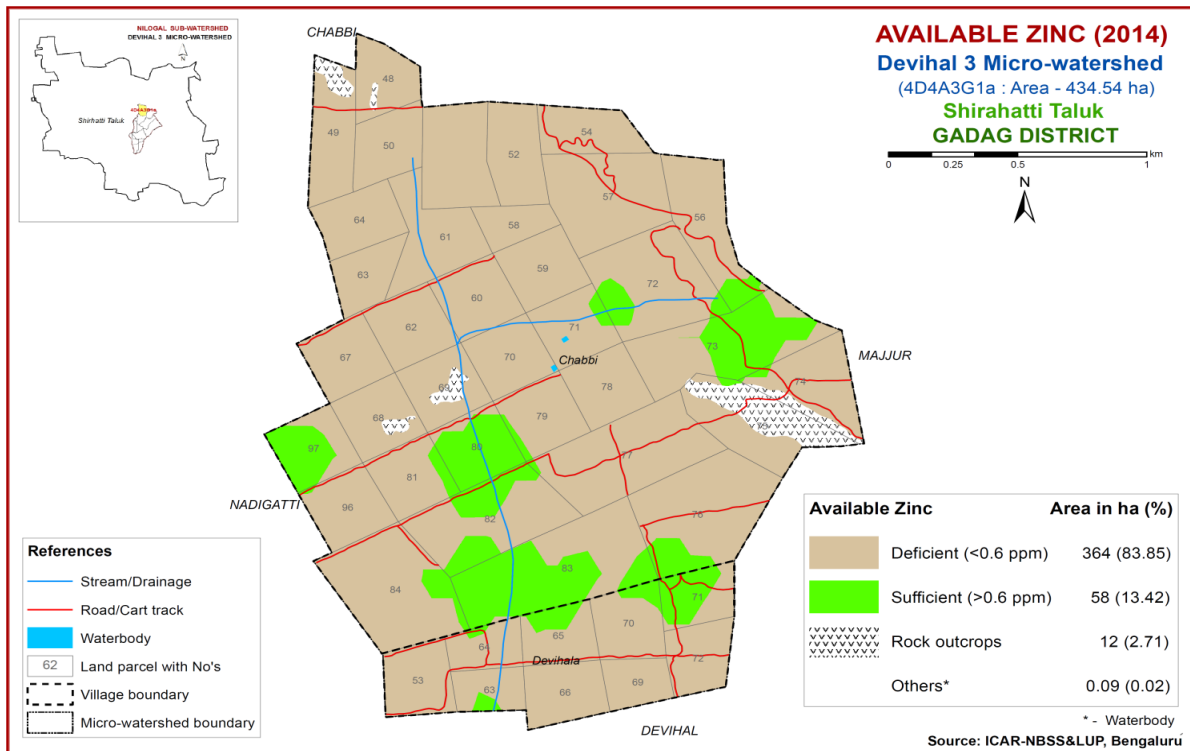 NILOGAL SUB-WATERSHED
DEVIHAL 3 MICRO-WATERSHED
N
4D4A3G1a
Shirhatti Taluk
AVAILABLE ZINC (2014)
Devihal 3 Micro-watershed
(4D4A3G1a : Area - 434.54 ha)
Shirahatti Taluk
GADAG DISTRICT
0 0.25 0.5 1 km
N
CHABBI
48
49
50
52
54
57
56
64
61
58
63
59
72
60
62
71
73
67
70
Chabbi
MAJJUR
69
78
74
68
79
75
97
80
77
81
NADIGATTI
96
82
76
84
83
71
70
65
64
Devihala
72
53
63
66
69
DEVIHAL
References
Stream/Drainage
Road/Cart track
Waterbody
62 Land parcel with No's
Village boundary
Micro-watershed boundary
Available Zinc Area in ha (%)
Deficient (<0.6 ppm) 364 (83.85)
Sufficient (>0.6 ppm) 58 (13.42)
Rock outcrops 12 (2.71)
Others* 0.09 (0.02)
* - Waterbody
Source: ICAR-NBSS&LUP, Bengaluru